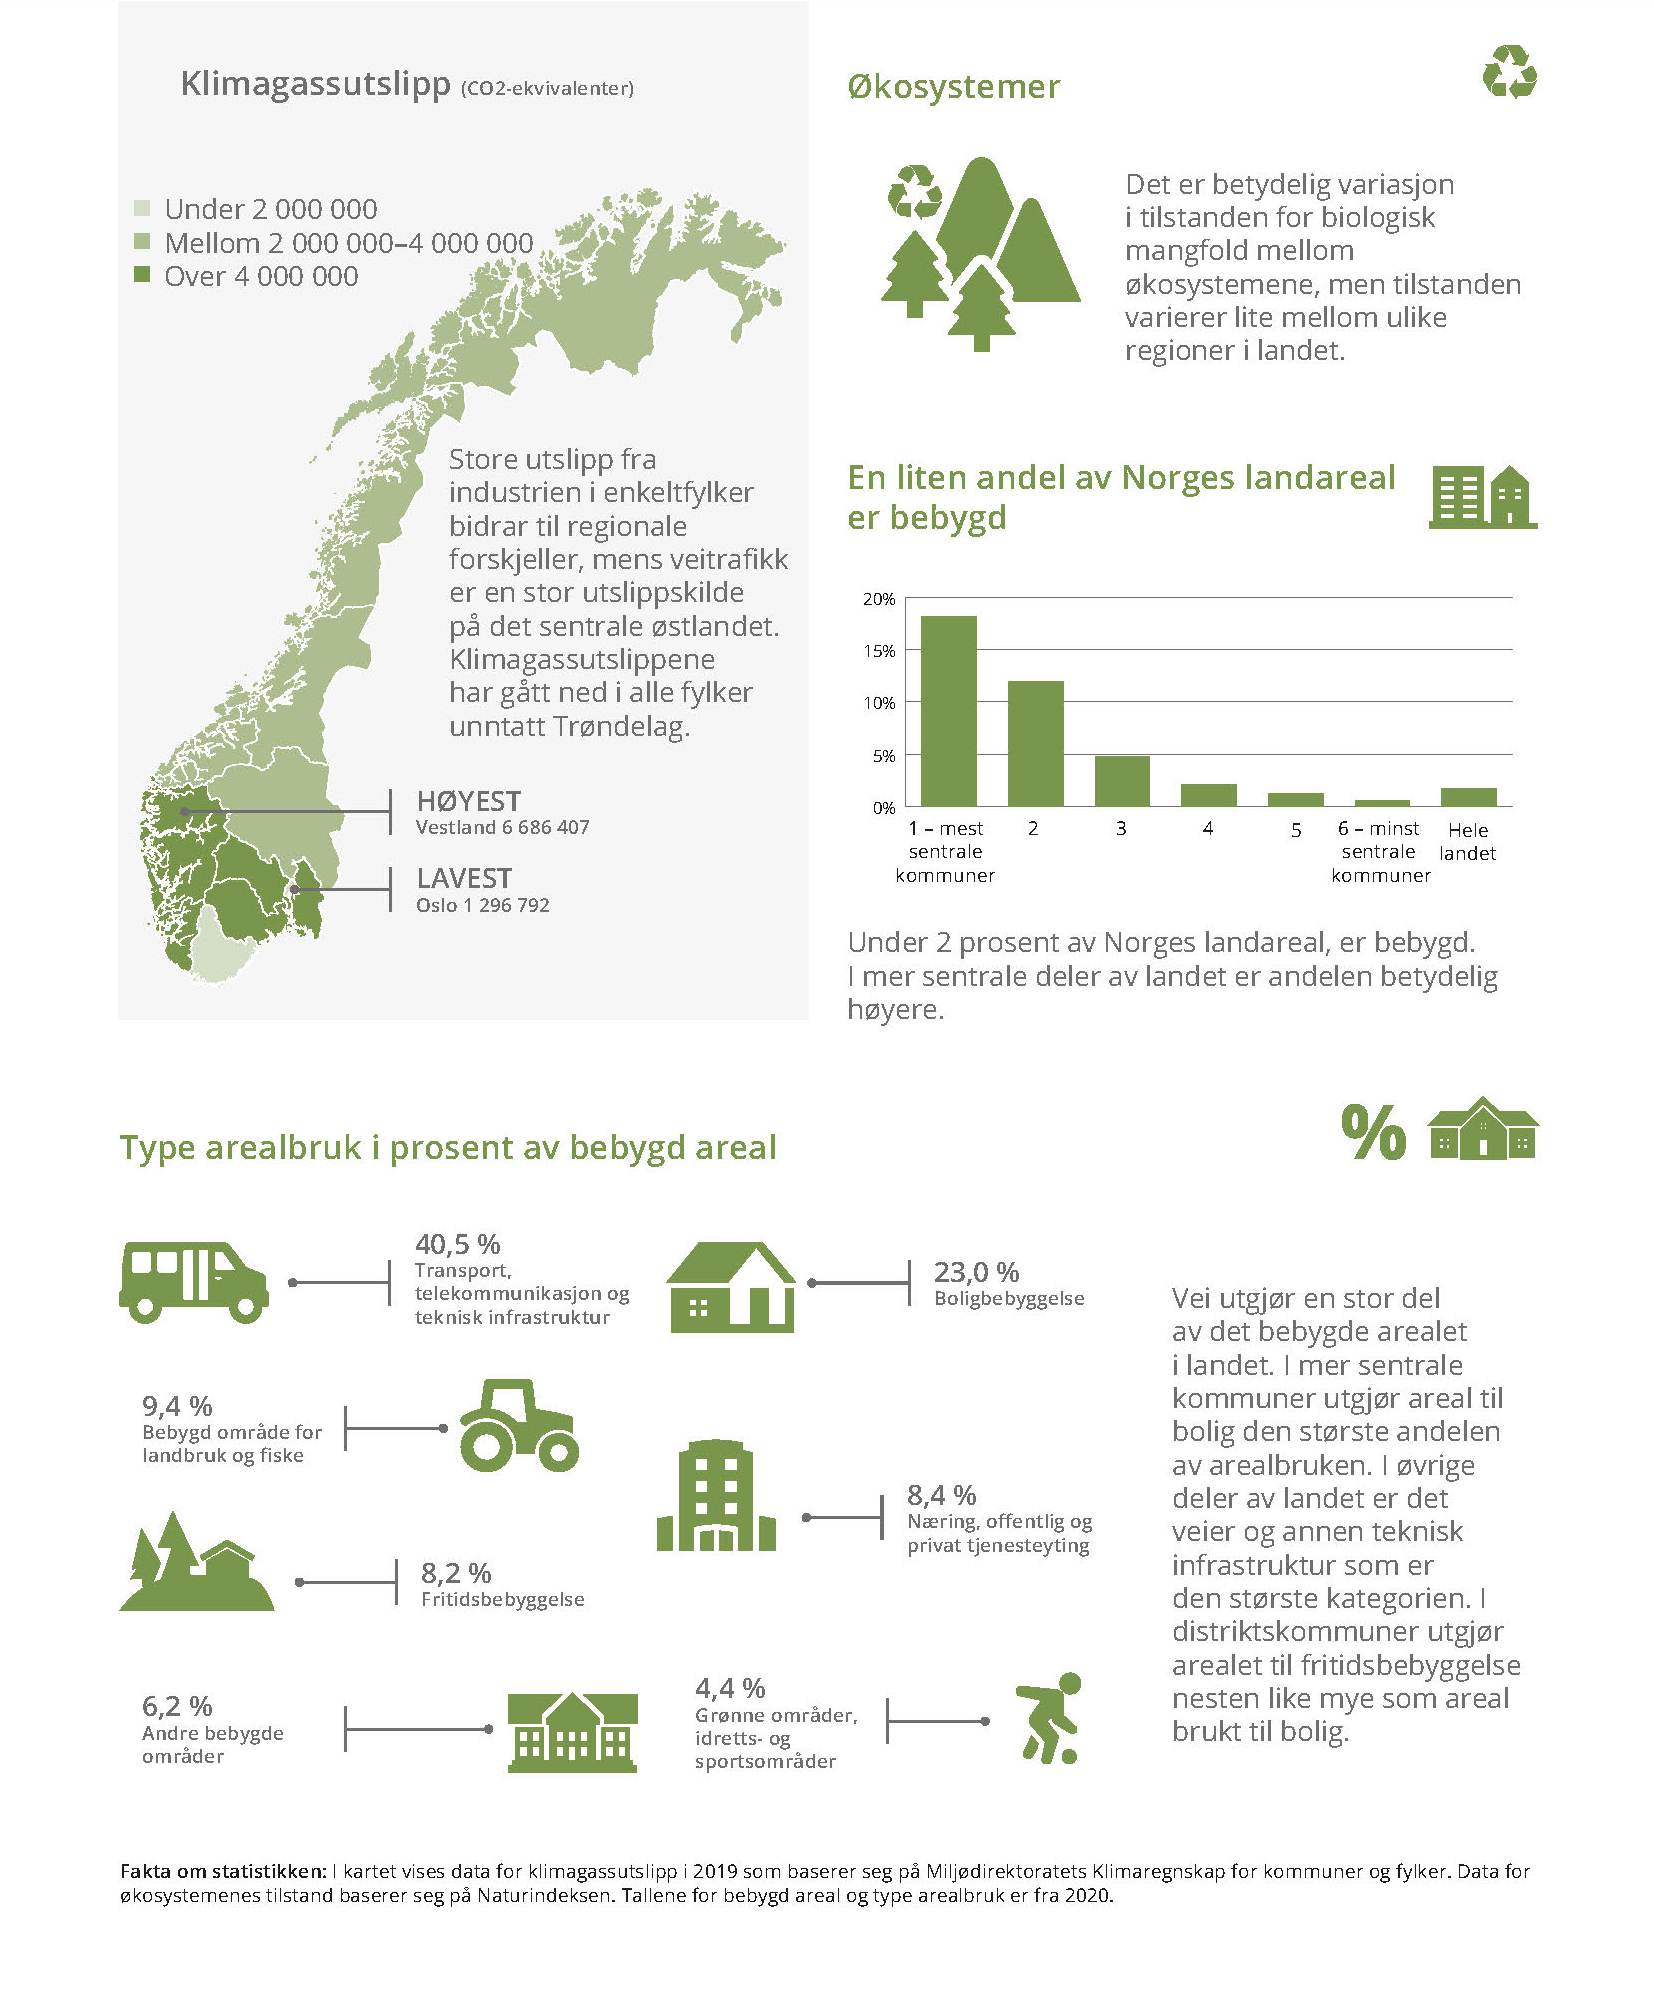 Klimagassutslipp (CO2-ekvivalenter)
Under 2 000 000
Mellom 2 000 000–4 000 000
Over 4 000 000
Store utslipp fra
industrien i enkeltfylker
bidrar til regionale
forskjeller, mens veitrafikk
er en stor utslippskilde
på det sentrale østlandet.
Klimagassutslippene
har gått ned i alle fylker
unntatt Trøndelag.
HØYEST
Vestland 6 686 407
LAVEST
Oslo 1 296 792
Økosystemer
Det er betydelig variasjon
i tilstanden for biologisk
mangfold mellom
økosystemene, men tilstanden
varierer lite mellom ulike
regioner i landet.
En liten andel av Norges landareal
er bebygd
20%
15%
10%
5%
0%
1 – mest
sentrale
kommuner
2
3
4
5
6 – minst
sentrale
kommuner
Hele
landet
Under 2 prosent av Norges landareal, er bebygd.
I mer sentrale deler av landet er andelen betydelig
høyere.
Type arealbruk i prosent av bebygd areal
%
40,5 %
Transport,
telekommunikasjon og
teknisk infrastruktur
23,0 %
Boligbebyggelse
9,4 %
Bebygd område for
landbruk og fiske
8,4 %
Næring, offentlig og
privat tjenesteyting
8,2 %
Fritidsbebyggelse
6,2 %
Andre bebygde
områder
4,4 %
Grønne områder,
idretts- og
sportsområder
Vei utgjør en stor del
av det bebygde arealet
i landet. I mer sentrale
kommuner utgjør areal til
bolig den største andelen
av arealbruken. I øvrige
deler av landet er det
veier og annen teknisk
infrastruktur som er
den største kategorien. I
distriktskommuner utgjør
arealet til fritidsbebyggelse
nesten like mye som areal
brukt til bolig.
Fakta om statistikken: I kartet vises data for klimagassutslipp i 2019 som baserer seg på Miljødirektoratets Klimaregnskap for kommuner og fylker. Data for
økosystemenes tilstand baserer seg på Naturindeksen. Tallene for bebygd areal og type arealbruk er fra 2020.